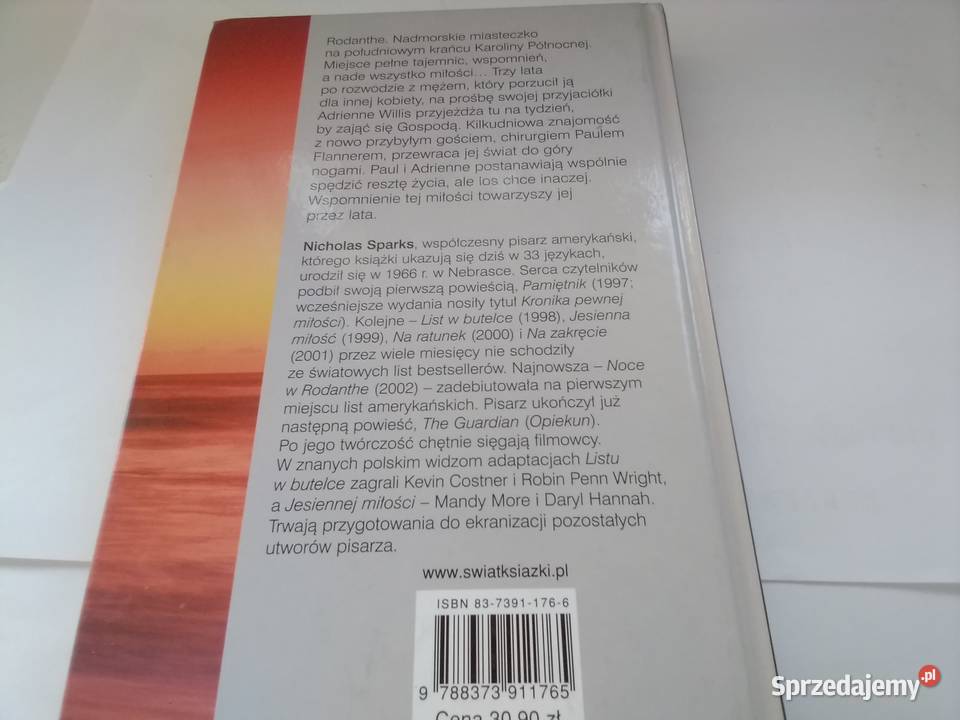 Rodanthe. Nadmorskie miasteczko
na południowym krańcu Karoliny Północnej.
Miejsce pełne tajemnic, wspomnień,
a nade wszystko miłości... Trzy lata
po rozwodzie z mężem, który porzucił ją
dla innej kobiety, na prośbę swojej przyjaciółki
Adrienne Willis przyjeżdża tu na tydzień,
by zająć się Gospodą. Kilkudniowa znajomość
z nowo przybyłym gościem, chirurgiem Paulem
Flannerem, przewraca jej świat do góry
nogami. Paul i Adrienne postanawiają wspólnie
spędzić resztę życia, ale los chce inaczej.
Wspomnienie tej miłości towarzyszy jej
przez lata.
Nicholas Sparks, współczesny pisarz amerykański,
którego książki ukazują się dziś w 33 językach,
urodził się w 1966 r. w Nebrasce. Serca czytelników
podbił swoją pierwszą powieścią, Pamiętnik (1997;
wcześniejsze wydania nosiły tytuł Kronika pewnej
miłości). Kolejne – List w butelce (1998), Jesienna
miłość (1999), Na ratunek (2000) i Na zakręcie
(2001) przez wiele miesięcy nie schodziły
ze światowych list bestsellerów. Najnowsza – Noce
w Rodanthe (2002) – zadebiutowała na pierwszym
miejscu list amerykańskich. Pisarz ukończył już
następną powieść, The Guardian (Opiekun).
Po jego twórczość chętnie sięgają filmowcy.
W znanych polskim widzom adaptacjach Listu
w butelce zagrali Kevin Costner i Robin Penn Wright,
a Jesiennej miłości – Mandy More i Daryl Hannah.
Trwają przygotowania do ekranizacji pozostałych
utworów pisarza.
www.swiatksiazki.pl
ISBN 83-7391-176-6
9 788373 911765
Cena 30,90 zł
Sprzedajemy.pl